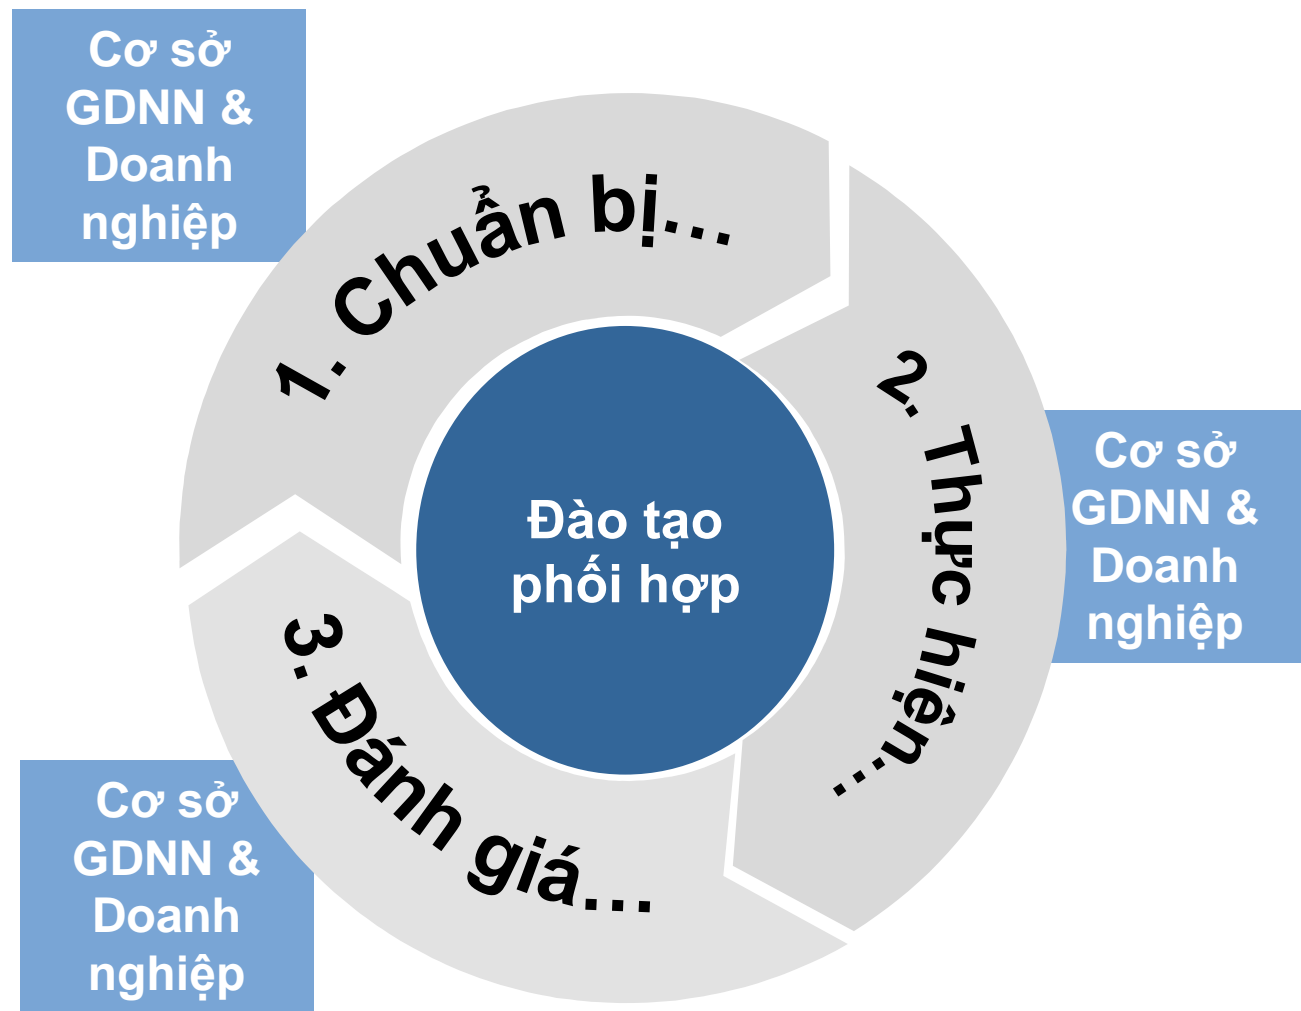 Cơ sở
GDNN &
Doanh
nghiệp
1. Chuẩn bị...
2. Thực hiện...
Cơ sở
GDNN &
Doanh
nghiệp
Đào tạo
phối hợp
3. Đánh giá...
Cơ sở
GDNN &
Doanh
nghiệp